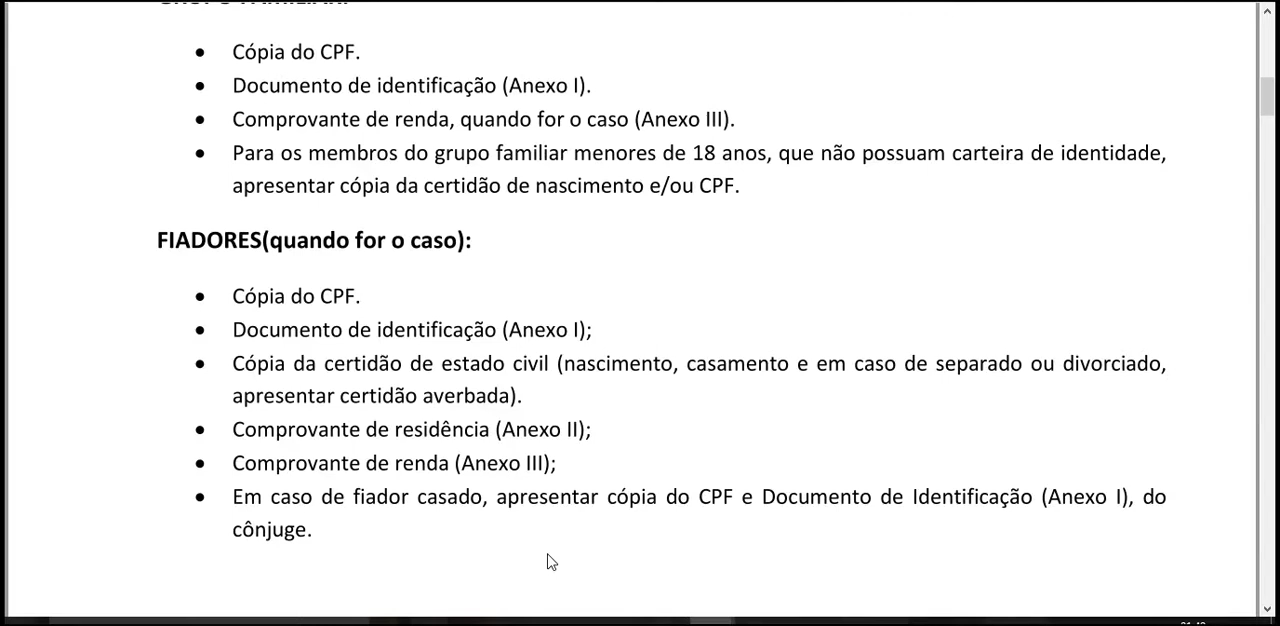 • Cópia do CPF.
• Documento de identificação (Anexo I).
• Comprovante de renda, quando for o caso (Anexo III).
• Para os membros do grupo familiar menores de 18 anos, que não possuam carteira de identidade,
apresentar cópia da certidão de nascimento e/ou CPF.
FIADORES(quando for o caso):
• Cópia do CPF.
• Documento de identificação (Anexo I);
• Cópia da certidão de estado civil (nascimento, casamento e em caso de separado ou divorciado,
apresentar certidão averbada).
• Comprovante de residência (Anexo II);
• Comprovante de renda (Anexo III);
• Em caso de fiador casado, apresentar cópia do CPF e Documento de Identificação (Anexo I), do
cônjuge.